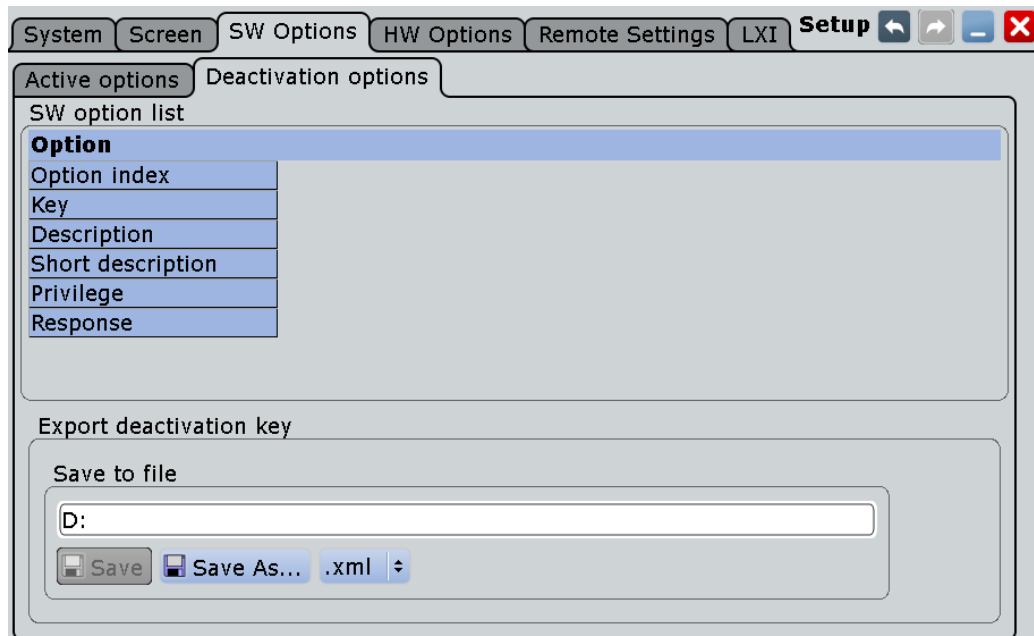 System Screen SW Options HW Options Remote Settings LXI Setup
Active options Deactivation options
SW option list
Option
Option index
Key
Description
Short description
Privilege
Response
Export deactivation key
Save to file
D:
Save Save As... .xml